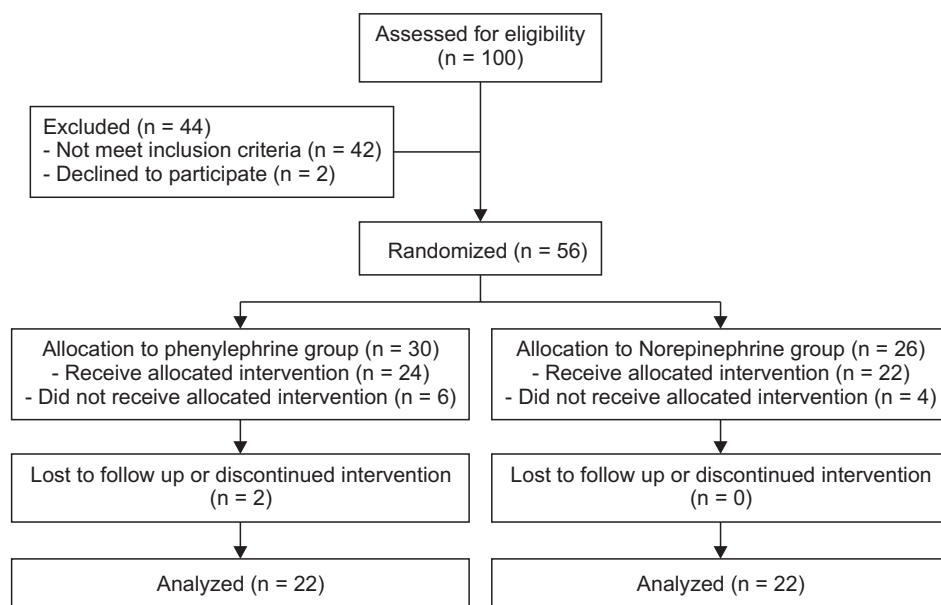 Assessed for eligibility
(n = 100)
Excluded (n = 44)
- Not meet inclusion criteria (n = 42)
- Declined to participate (n = 2)
Randomized (n = 56)
Allocation to phenylephrine group (n = 30)
- Receive allocated intervention (n = 24)
- Did not receive allocated intervention (n = 6)
Allocation to Norepinephrine group (n = 26)
- Receive allocated intervention (n = 22)
- Did not receive allocated intervention (n = 4)
Lost to follow up or discontinued intervention
(n = 2)
Lost to follow up or discontinued intervention
(n = 0)
Analyzed (n = 22)
Analyzed (n = 22)